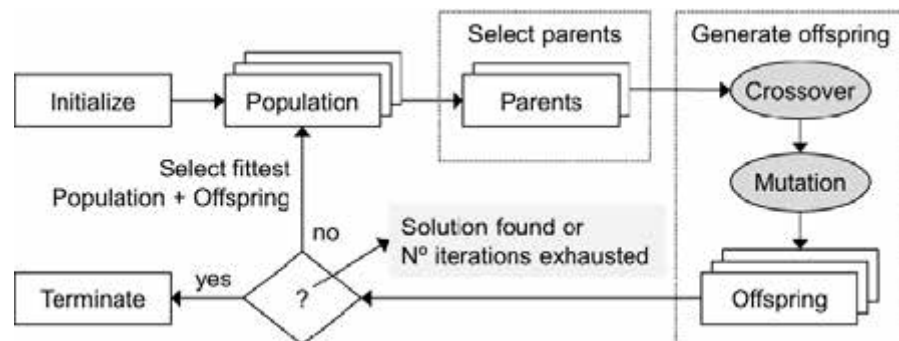 Select parents
Generate offspring
Initialize
Population
Parents
Crossover
Select fittest
Population + Offspring
Mutation
no
Solution found or
Nº iterations exhausted
yes
Terminate
?
Offspring